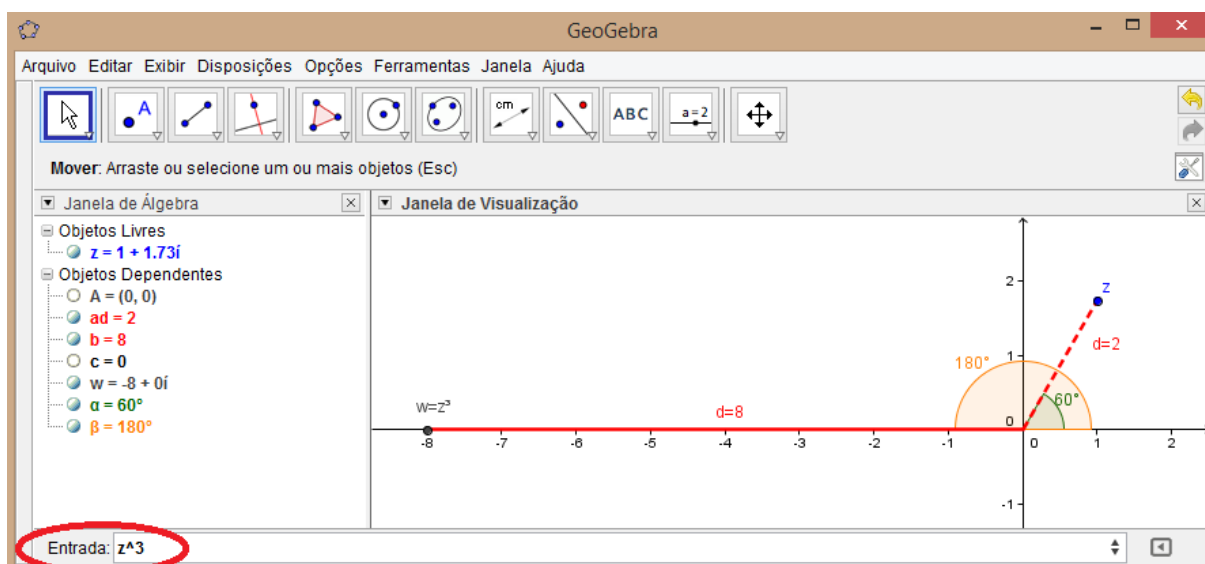 GeoGebra
Arquivo Editar Exibir Disposições Opções Ferramentas Janela Ajuda
A cm ABC a=2
Mover: Arraste ou selecione um ou mais objetos (Esc)
Janela de Álgebra
Objetos Livres
z = 1 + 1.73í
Objetos Dependentes
A = (0, 0)
ad = 2
b = 8
c = 0
w = -8 + 0í
α = 60°
β = 180°
Janela de Visualização
2
z
d=2
1
180°
60°
w=z³
d=8
0
-8 -7 -6 -5 -4 -3 -2 -1 0 1 2
-1
Entrada: z^3